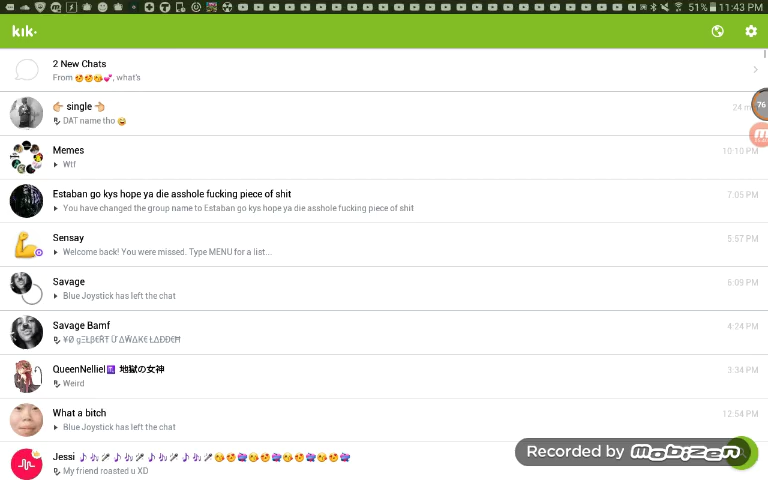 51% 11:43 PM
kik·
2 New Chats
From 😍😍😘💕, what's
👉 single 👈
24 m
76
DAT name tho 😂
Memes
10:10 PM
Wtf
Estaban go kys hope ya die asshole fucking piece of shit
7:05 PM
You have changed the group name to Estaban go kys hope ya die asshole fucking piece of shit
Sensay
5:57 PM
Welcome back! You were missed. Type MENU for a list...
Savage
5:09 PM
Blue Joystick has left the chat
Savage Bamf
4:24 PM
QueenNelliel 地獄の女神
3:34 PM
Weird
What a bitch
12:54 PM
Blue Joystick has left the chat
Jessi
My friend roasted u XD
Recorded by mobizen